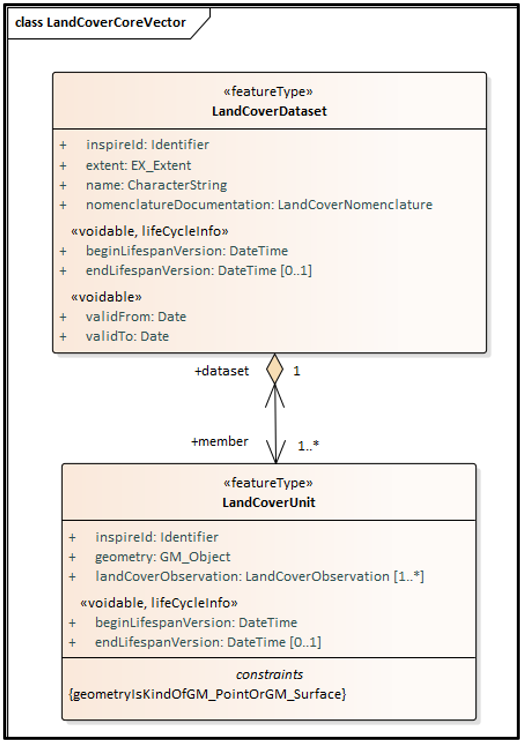 class LandCoverCoreVector
«featureType»
LandCoverDataset
+ inspireId: Identifier
+ extent: EX_Extent
+ name: CharacterString
+ nomenclatureDocumentation: LandCoverNomenclature
«voidable, lifeCycleInfo»
+ beginLifespanVersion: DateTime
+ endLifespanVersion: DateTime [0..1]
«voidable»
+ validFrom: Date
+ validTo: Date
+dataset 1
+member 1..*
«featureType»
LandCoverUnit
+ inspireId: Identifier
+ geometry: GM_Object
+ landCoverObservation: LandCoverObservation [1..*]
«voidable, lifeCycleInfo»
+ beginLifespanVersion: DateTime
+ endLifespanVersion: DateTime [0..1]
constraints
{geometryIsKindOfGM_PointOrGM_Surface}